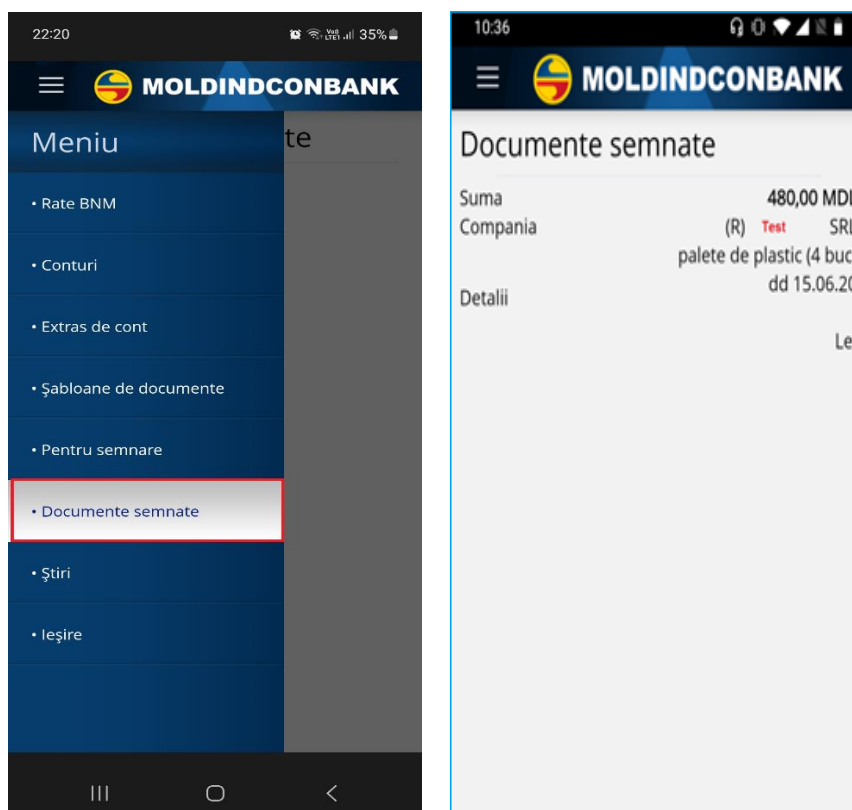 22:20
35%
MOLDINDCONBANK
Meniu
te
• Rate BNM
• Conturi
• Extras de cont
• Şabloane de documente
• Pentru semnare
• Documente semnate
• Ştiri
• Ieşire
10:36
MOLDINDCONBANK
Documente semnate
Suma 480,00 MDL
Compania (R) Test SRL
palete de plastic (4 buc
Detalii dd 15.06.20
Le